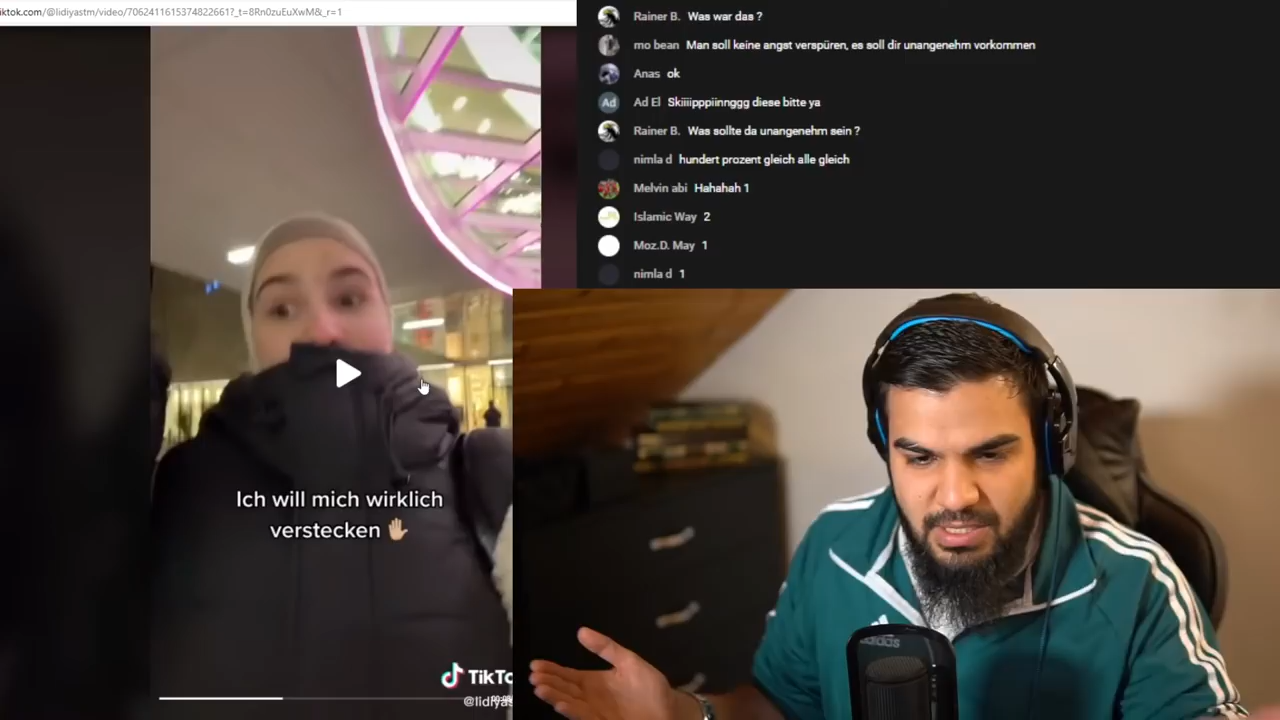 iktok.com/@lidiyastm/video/7062411615374822661?_t=8Rn0zuEuXwM&_r=1
Rainer B. Was war das ?
mo bean Man soll keine angst verspüren, es soll dir unangenehm vorkommen
Anas ok
Ad Ad El Skiiiipppiinnggg diese bitte ya
Rainer B. Was sollte da unangenehm sein ?
nimla d hundert prozent gleich alle gleich
Melvin abi Hahahah 1
Islamic Way 2
Moz.D. May 1
nimla d 1
Ich will mich wirklich
verstecken ✋🏼
TikTo
@lidiyas
adidas